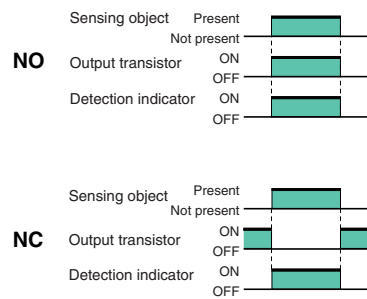 Sensing object Present
Not present
NO Output transistor ON
OFF
Detection indicator ON
OFF
Sensing object Present
Not present
NC Output transistor ON
OFF
Detection indicator ON
OFF